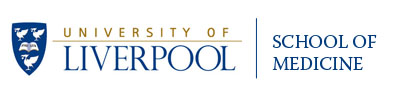 UNIVERSITY OF
LIVERPOOL
SCHOOL OF
MEDICINE